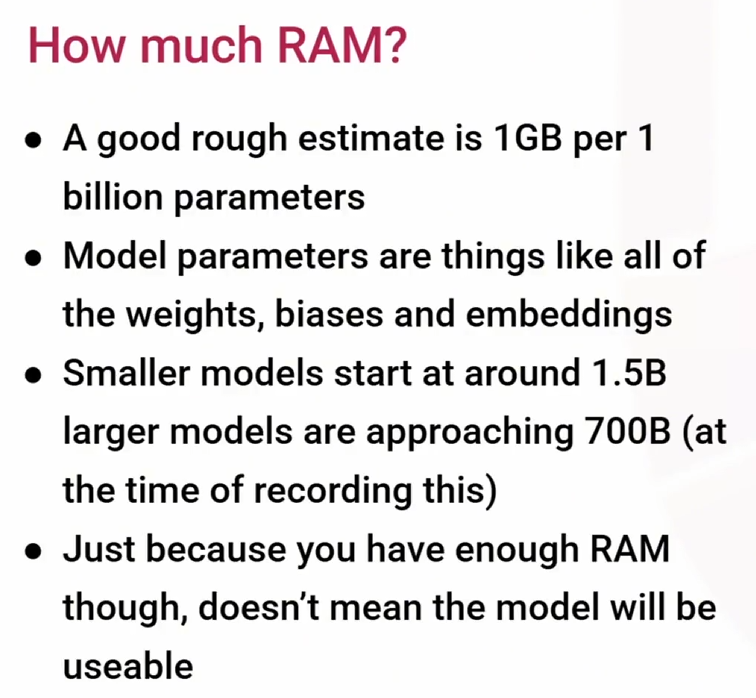 How much RAM?
● A good rough estimate is 1GB per 1
billion parameters
● Model parameters are things like all of
the weights, biases and embeddings
● Smaller models start at around 1.5B
larger models are approaching 700B (at
the time of recording this)
● Just because you have enough RAM
though, doesn’t mean the model will be
useable